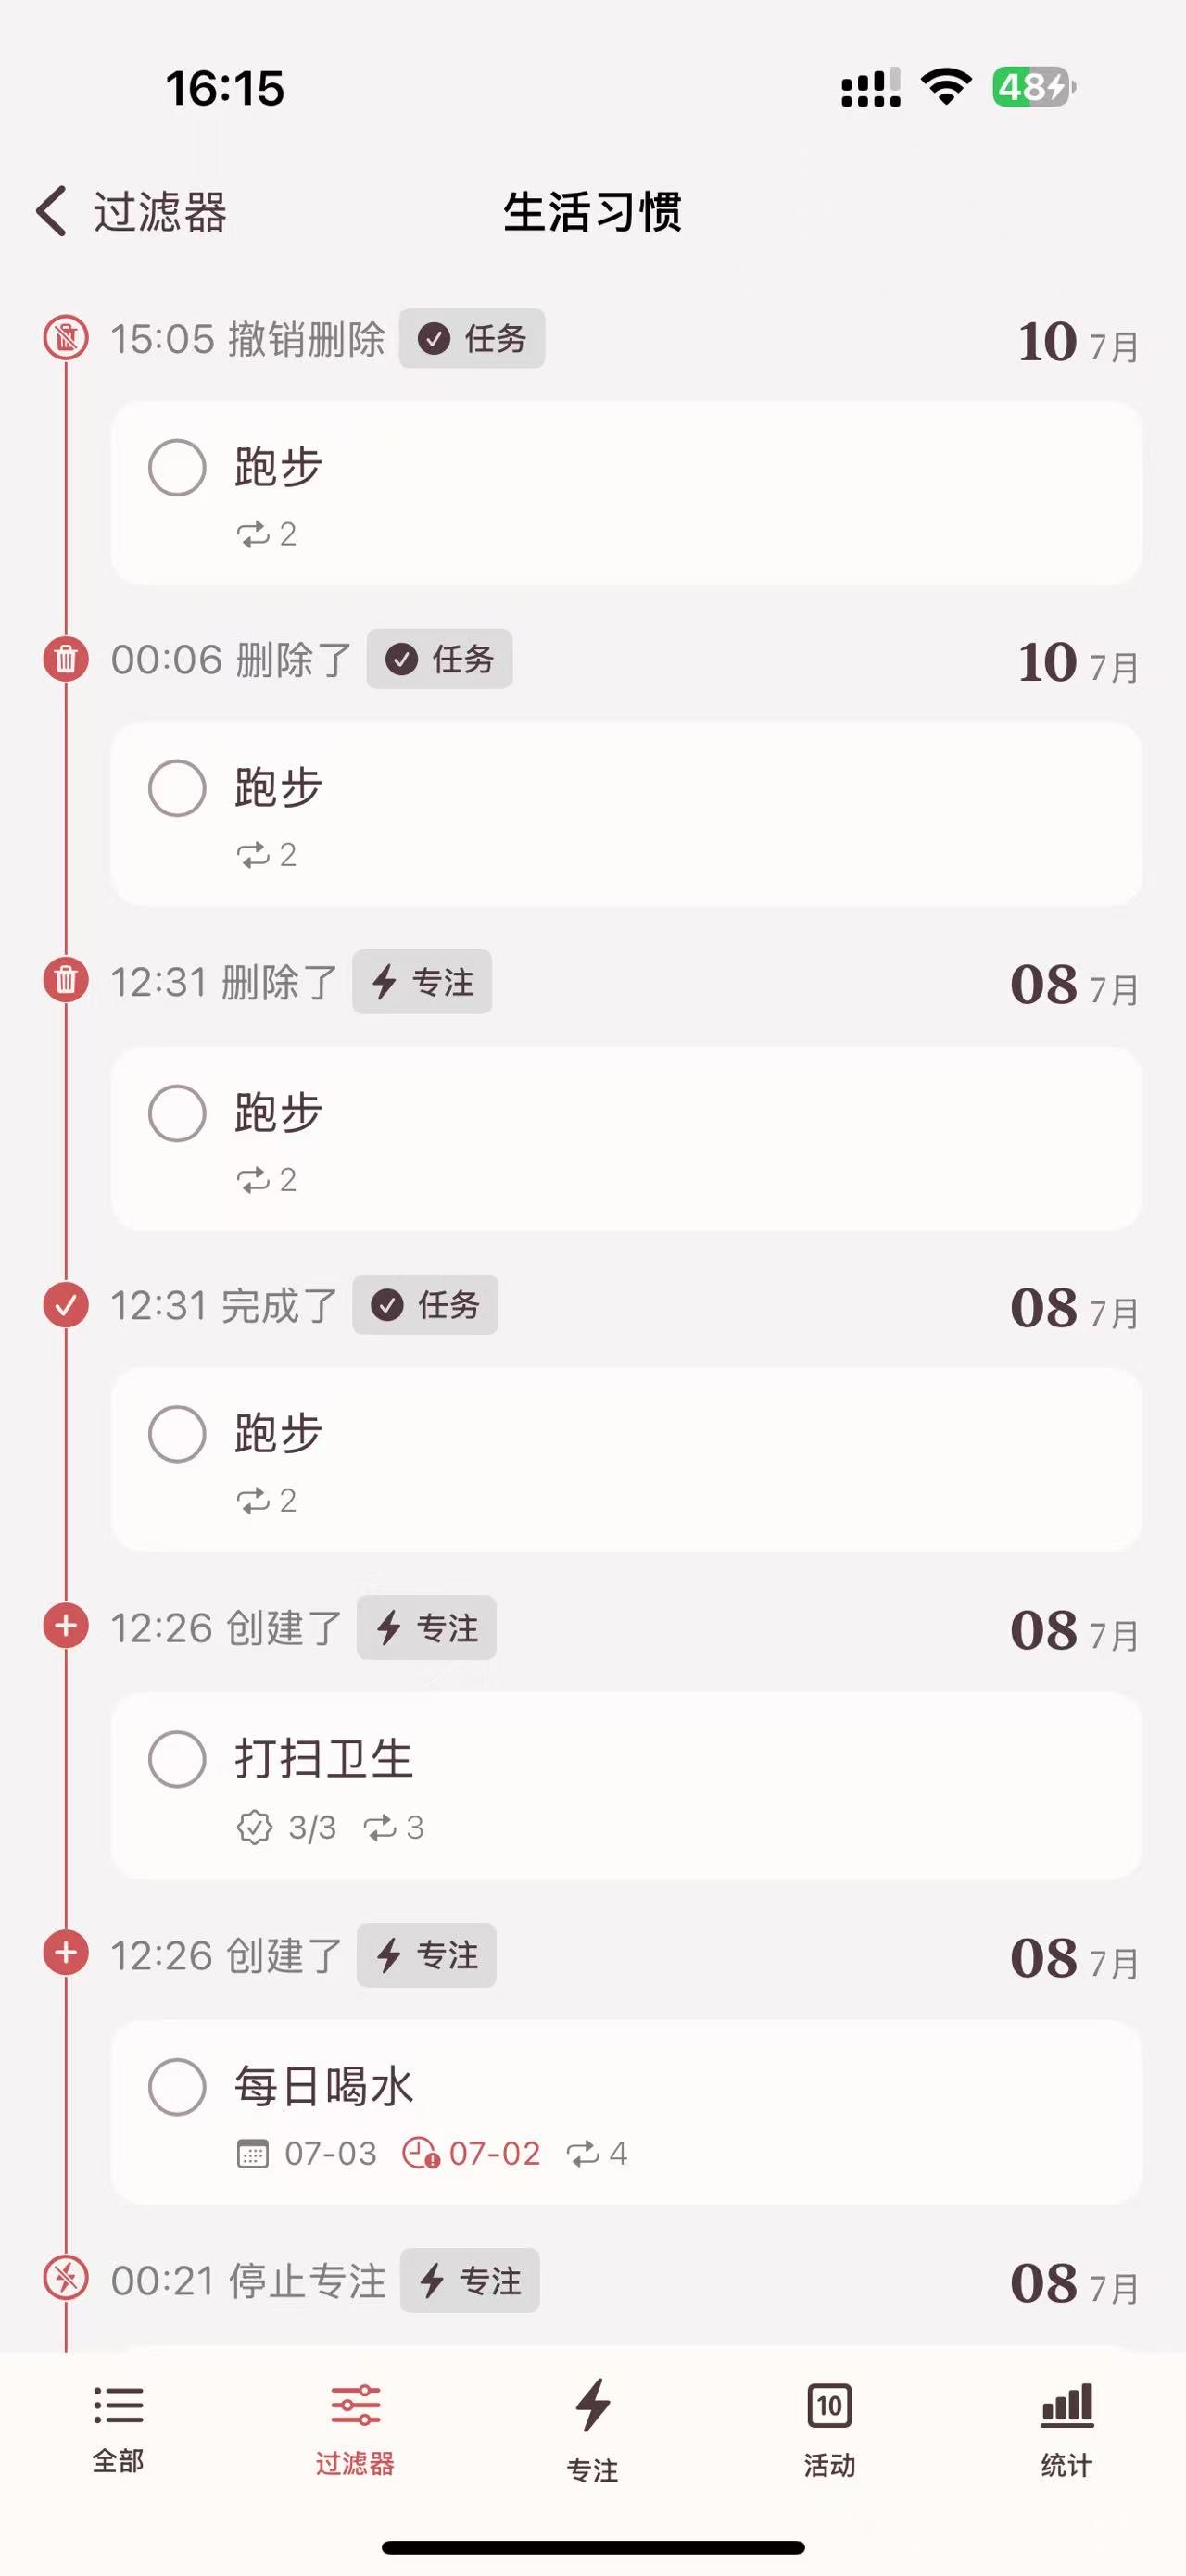 16:15
48
过滤器
生活习惯
15:05 撤销删除 任务 10 7月
跑步
2
00:06 删除了 任务 10 7月
跑步
2
12:31 删除了 专注 08 7月
跑步
2
12:31 完成了 任务 08 7月
跑步
2
12:26 创建了 专注 08 7月
打扫卫生
3/3 3
12:26 创建了 专注 08 7月
每日喝水
07-03 07-02 4
00:21 停止专注 专注 08 7月
10
全部 过滤器 专注 活动 统计